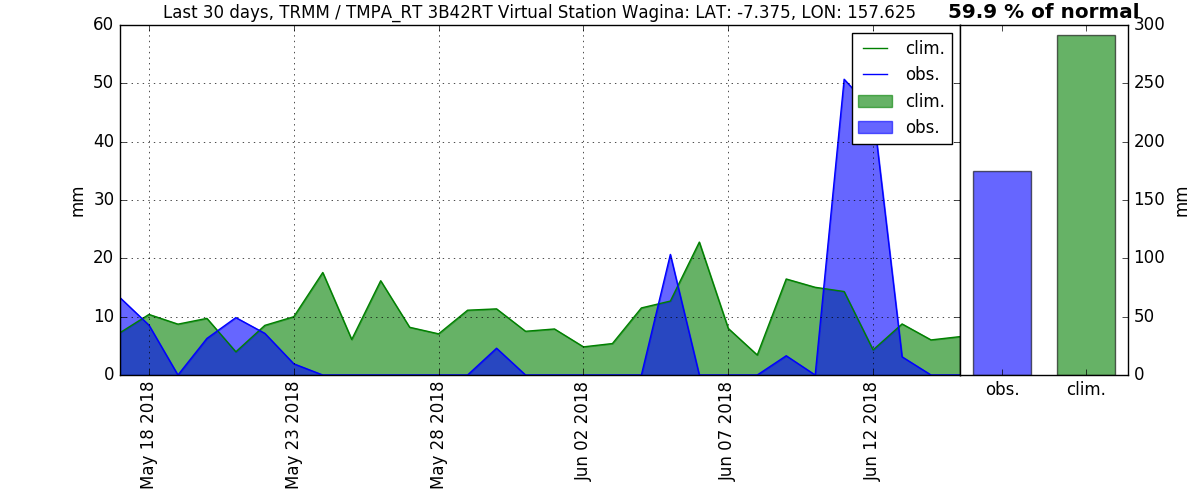 Last 30 days, TRMM / TMPA_RT 3B42RT Virtual Station Wagina: LAT: -7.375, LON: 157.625
59.9 % of normal
60
50
40
30
20
10
0
mm
clim.
obs.
clim.
obs.
May 18 2018
May 23 2018
May 28 2018
Jun 02 2018
Jun 07 2018
Jun 12 2018
300
250
200
150
100
50
0
mm
obs.
clim.